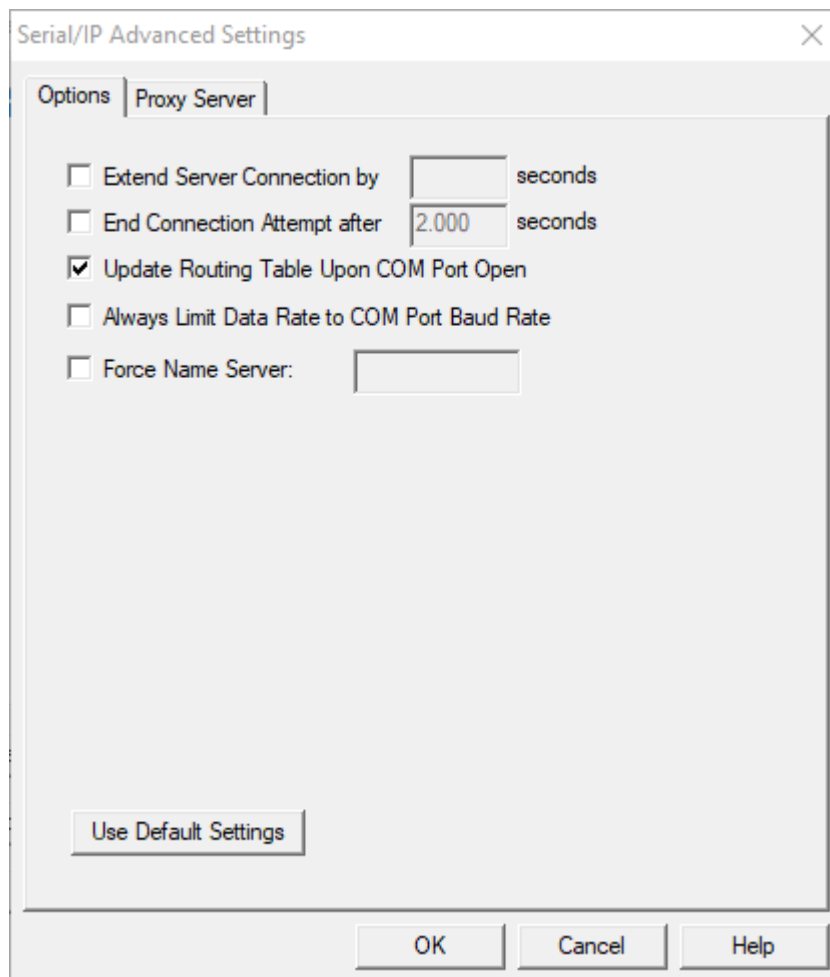 Serial/IP Advanced Settings
Options Proxy Server
Extend Server Connection by seconds
End Connection Attempt after 2.000 seconds
Update Routing Table Upon COM Port Open
Always Limit Data Rate to COM Port Baud Rate
Force Name Server:
Use Default Settings
OK Cancel Help